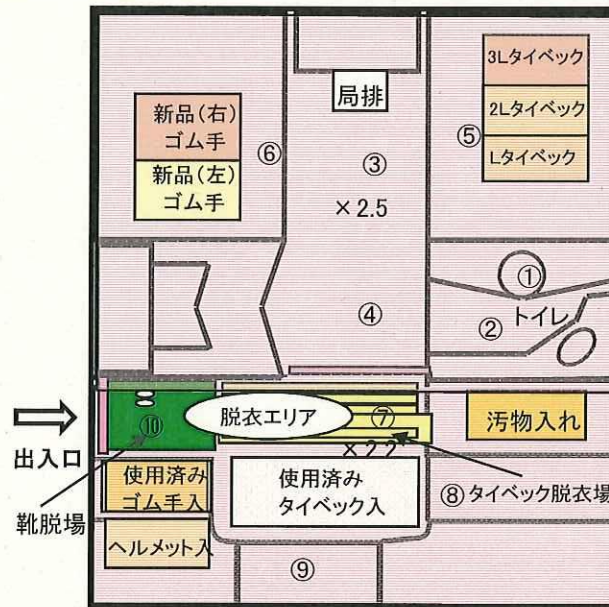 3Lタイベック
2Lタイベック
Lタイベック
⑤
局排
新品(右)
ゴム手
新品(左)
ゴム手
⑥
③
×2.5
①
④
②
トイレ
⑩
脱衣エリア
⑦
×2.2
汚物入れ
出入口
靴脱場
使用済み
ゴム手入
使用済み
タイベック入
⑧タイベック脱衣場
ヘルメット入
⑨